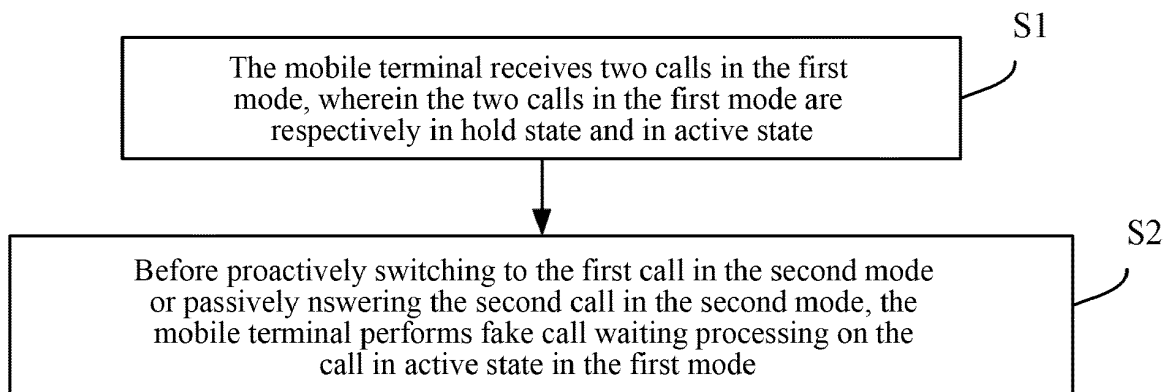 S1
The mobile terminal receives two calls in the first
mode, wherein the two calls in the first mode are
respectively in hold state and in active state
S2
Before proactively switching to the first call in the second mode
or passively nswering the second call in the second mode, the
mobile terminal performs fake call waiting processing on the
call in active state in the first mode